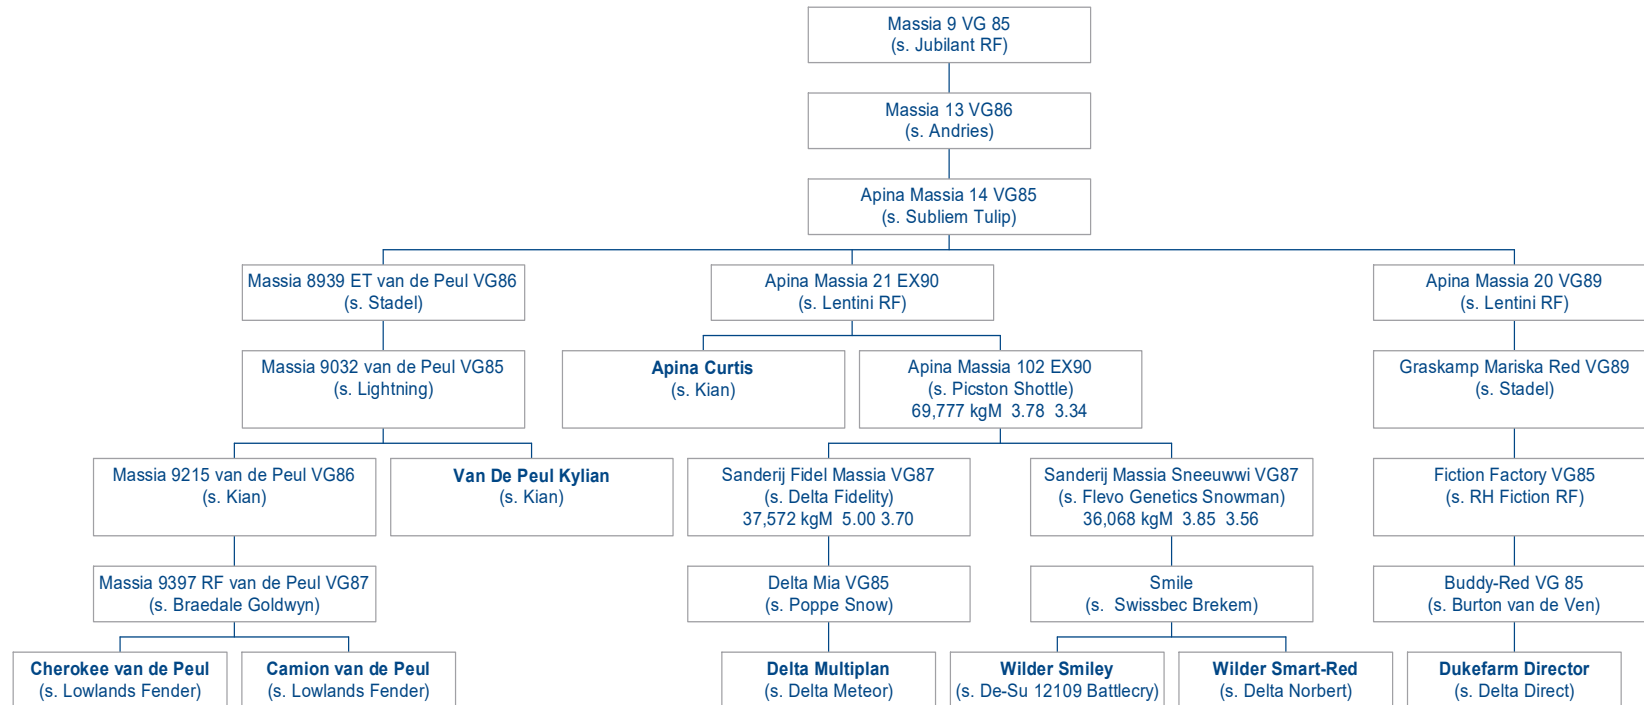 Massia 9 VG 85
(s. Jubilant RF)
Massia 13 VG86
(s. Andries)
Apina Massia 14 VG85
(s. Subliem Tulip)
Massia 8939 ET van de Peul VG86
(s. Stadel)
Apina Massia 21 EX90
(s. Lentini RF)
Apina Massia 20 VG89
(s. Lentini RF)
Massia 9032 van de Peul VG85
(s. Lightning)
Apina Curtis
(s. Kian)
Apina Massia 102 EX90
(s. Picston Shottle)
69,777 kgM 3.78 3.34
Graskamp Mariska Red VG89
(s. Stadel)
Massia 9215 van de Peul VG86
(s. Kian)
Van De Peul Kylian
(s. Kian)
Sanderij Fidel Massia VG87
(s. Delta Fidelity)
37,572 kgM 5.00 3.70
Sanderij Massia Sneeuwwi VG87
(s. Flevo Genetics Snowman)
36,068 kgM 3.85 3.56
Fiction Factory VG85
(s. RH Fiction RF)
Massia 9397 RF van de Peul VG87
(s. Braedale Goldwyn)
Delta Mia VG85
(s. Poppe Snow)
Smile
(s. Swissbec Brekem)
Buddy-Red VG 85
(s. Burton van de Ven)
Cherokee van de Peul
(s. Lowlands Fender)
Camion van de Peul
(s. Lowlands Fender)
Delta Multiplan
(s. Delta Meteor)
Wilder Smiley
(s. De-Su 12109 Battlecry)
Wilder Smart-Red
(s. Delta Norbert)
Dukefarm Director
(s. Delta Direct)